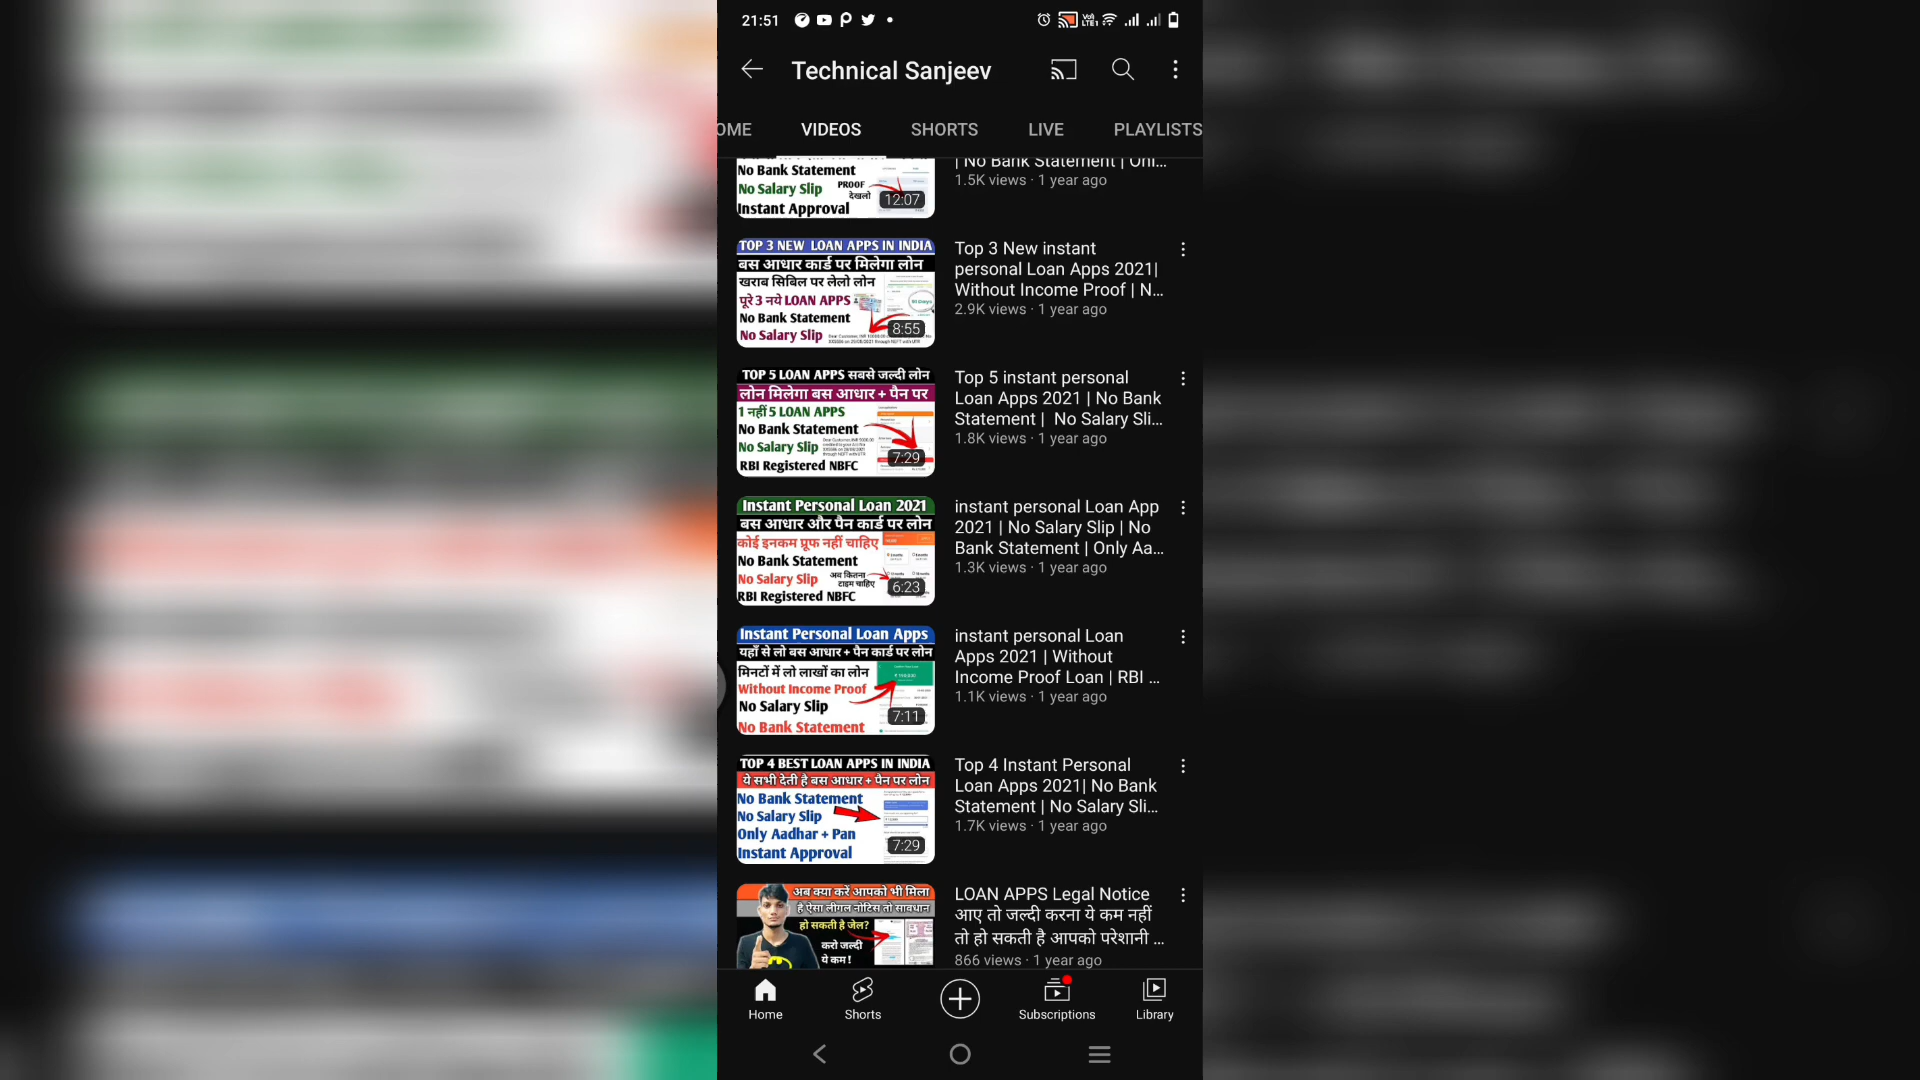 21:51
Technical Sanjeev
OME VIDEOS SHORTS LIVE PLAYLISTS
No Bank Statement
No Salary Slip
PROOF
देखलो
Instant Approval
12:07
| No Bank Statement | Onl...
1.5K views · 1 year ago
TOP 3 NEW LOAN APPS IN INDIA
बस आधार कार्ड पर मिलेगा लोन
खराब सिबिल पर लेलो लोन
पूरे 3 नये LOAN APPS
No Bank Statement
No Salary Slip
8:55
Top 3 New instant
personal Loan Apps 2021|
Without Income Proof | N...
2.9K views · 1 year ago
TOP 5 LOAN APPS सबसे जल्दी लोन
लोन मिलेगा बस आधार + पैन पर
1 नहीं 5 LOAN APPS
No Bank Statement
No Salary Slip
RBI Registered NBFC
7:29
Top 5 instant personal
Loan Apps 2021 | No Bank
Statement | No Salary Sli...
1.8K views · 1 year ago
Instant Personal Loan 2021
बस आधार और पैन कार्ड पर लोन
कोई इनकम प्रूफ नहीं चाहिए
No Bank Statement
No Salary Slip
अब कितना
टाइम चाहिए
RBI Registered NBFC
6:23
instant personal Loan App
2021 | No Salary Slip | No
Bank Statement | Only Aa...
1.3K views · 1 year ago
Instant Personal Loan Apps
यहाँ से लो बस आधार + पैन कार्ड पर लोन
मिनटों में लो लाखों का लोन
Without Income Proof
No Salary Slip
No Bank Statement
7:11
instant personal Loan
Apps 2021 | Without
Income Proof Loan | RBI ...
1.1K views · 1 year ago
TOP 4 BEST LOAN APPS IN INDIA
ये सभी देती है बस आधार + पैन पर लोन
No Bank Statement
No Salary Slip
Only Aadhar + Pan
Instant Approval
7:29
Top 4 Instant Personal
Loan Apps 2021| No Bank
Statement | No Salary Sli...
1.7K views · 1 year ago
अब क्या करें आपको भी मिला
है ऐसा लीगल नोटिस तो सावधान
हो सकती है जेल?
करो जल्दी
ये कम !
LOAN APPS Legal Notice
आए तो जल्दी करना ये कम नहीं
तो हो सकती है आपको परेशानी ...
866 views · 1 year ago
Home Shorts Subscriptions Library